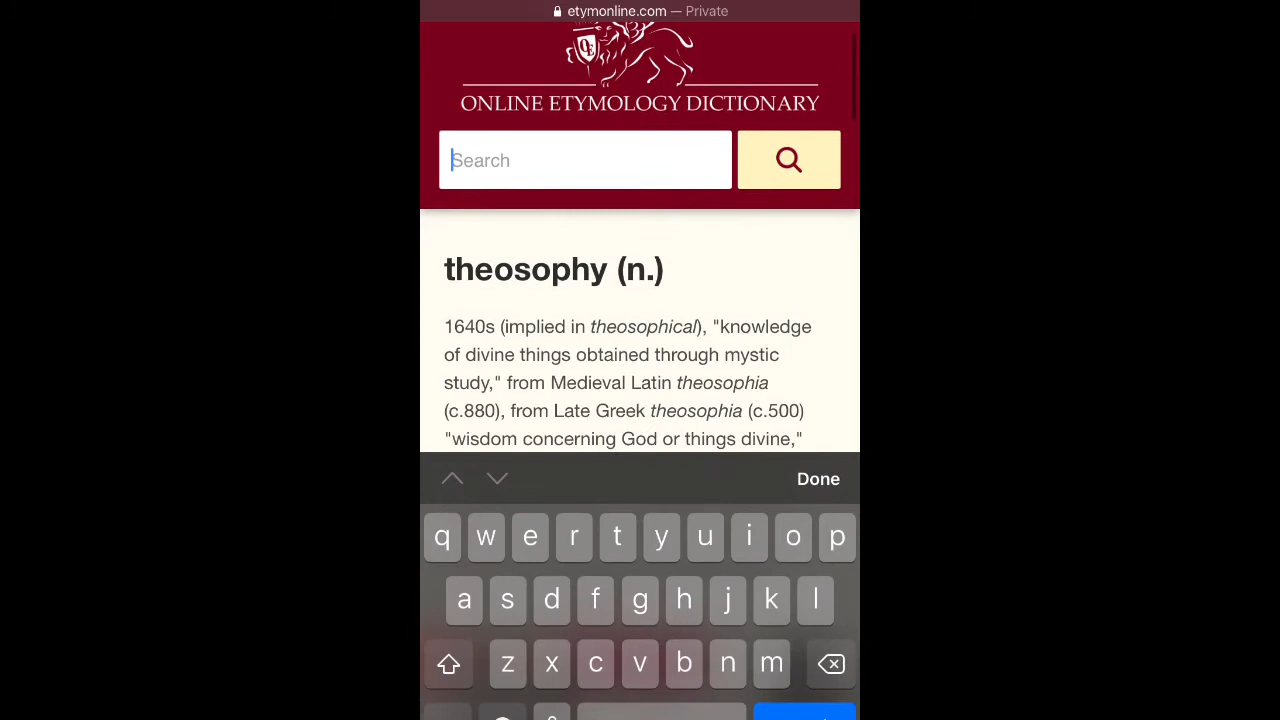 etymonline.com — Private
OE
ONLINE ETYMOLOGY DICTIONARY
Search
theosophy (n.)
1640s (implied in theosophical), "knowledge
of divine things obtained through mystic
study," from Medieval Latin theosophia
(c.880), from Late Greek theosophia (c.500)
"wisdom concerning God or things divine,"
Done
q w e r t y u i o p
a s d f g h j k l
z x c v b n m